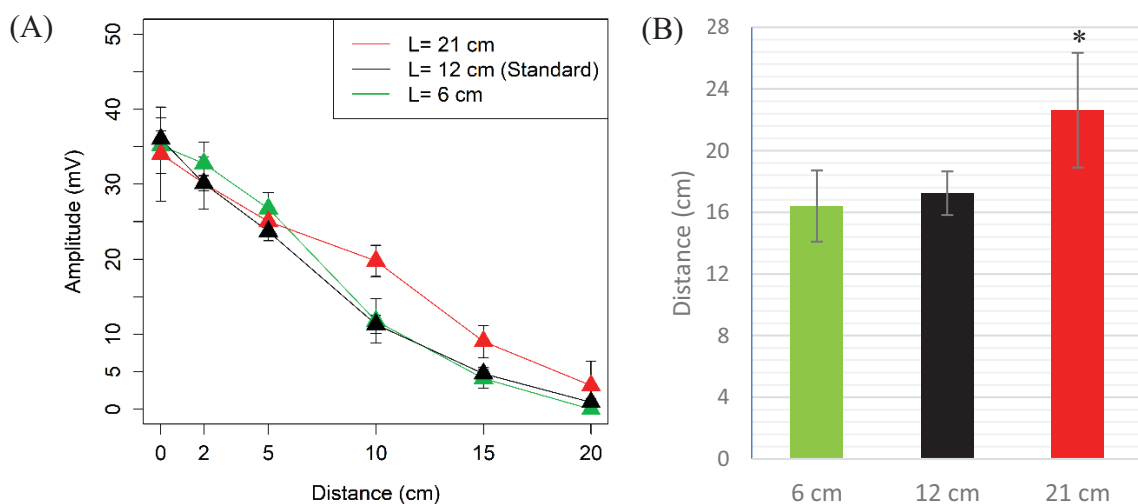 (A)
L= 21 cm
L= 12 cm (Standard)
L= 6 cm
Amplitude (mV)
50
40
30
20
10
5
0
0 2 5 10 15 20
Distance (cm)
(B)
*
Distance (cm)
28
24
20
16
12
8
4
0
6 cm 12 cm 21 cm